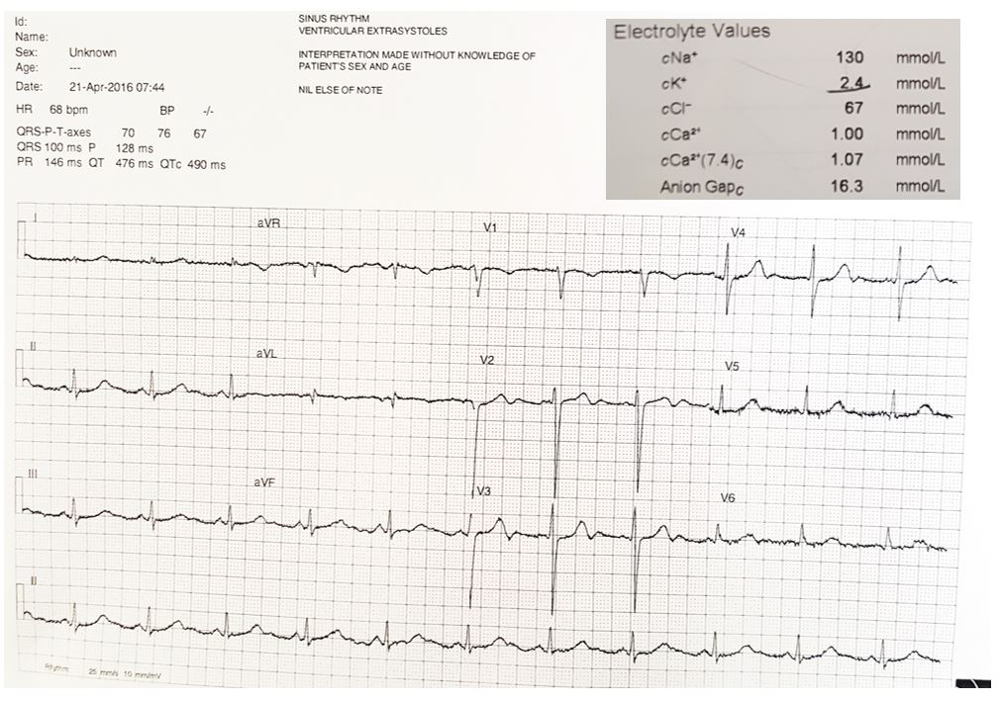 Id:
Name:
Sex: Unknown
Age: ---
Date: 21-Apr-2016 07:44
HR 68 bpm BP -/-
QRS-P-T-axes 70 76 67
QRS 100 ms P 128 ms
PR 146 ms QT 476 ms QTc 490 ms
SINUS RHYTHM
VENTRICULAR EXTRASYSTOLES
INTERPRETATION MADE WITHOUT KNOWLEDGE OF
PATIENT'S SEX AND AGE
NIL ELSE OF NOTE
Electrolyte Values
cNa⁺ 130 mmol/L
cK⁺ 2.4 mmol/L
cCl⁻ 67 mmol/L
cCa²⁺ 1.00 mmol/L
cCa²⁺(7.4)c 1.07 mmol/L
Anion Gapc 16.3 mmol/L
I aVR V1 V4
II aVL V2 V5
III aVF V3 V6
II
Rhythm 25 mm/s 10 mm/mV